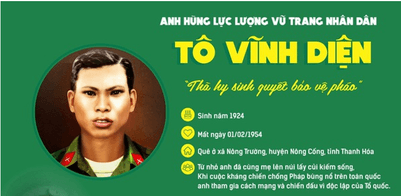 ANH HÙNG LỰC LƯỢNG VŨ TRANG NHÂN DÂN
TÔ VĨNH DIỆN
"Thà hy sinh quyết bảo vệ pháo"
Sinh năm 1924
Mất ngày 01/02/1954
Quê ở xã Nông Trường, huyện Nông Cống, tỉnh Thanh Hóa
Từ nhỏ anh đã cùng mẹ lên núi lấy củi kiếm sống,
Khi cuộc kháng chiến chống Pháp bùng nổ trên toàn quốc
anh tham gia cách mạng và chiến đấu vì độc lập của Tổ quốc.